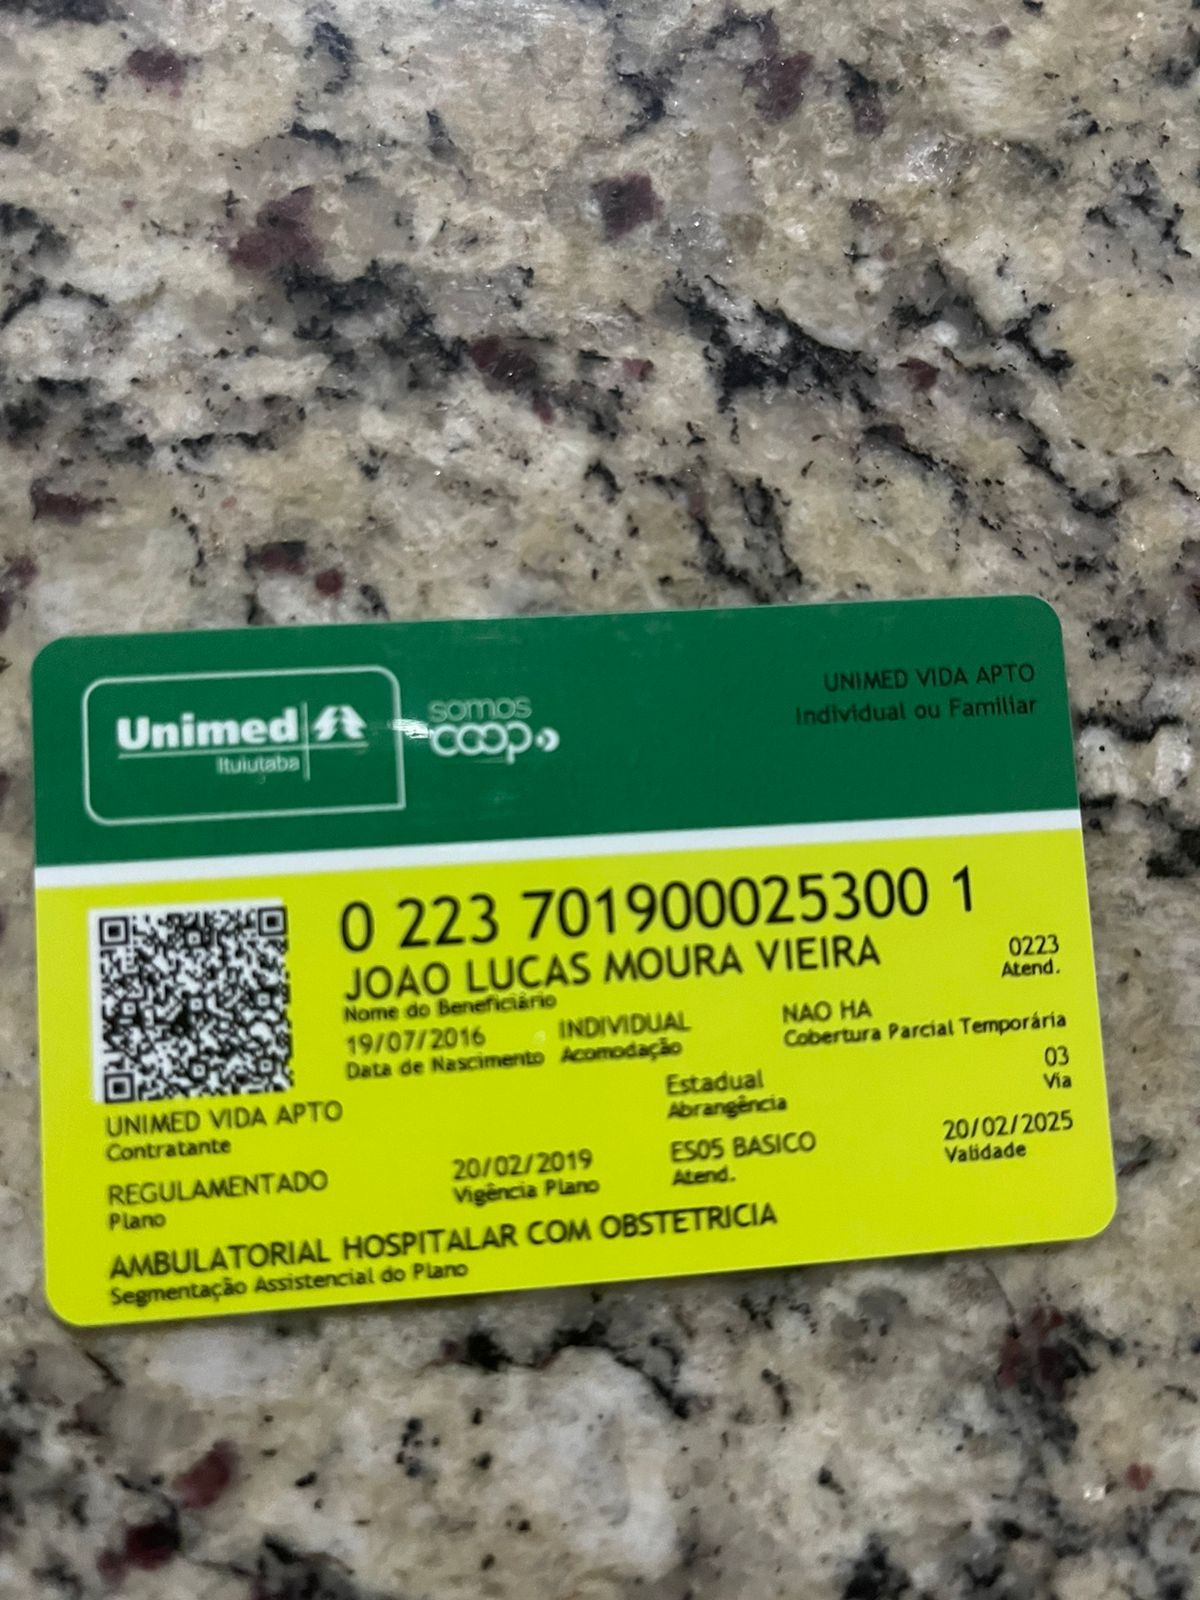 Unimed
Ituiutaba
somos
coop
UNIMED VIDA APTO
Individual ou Familiar
0 223 701900025300 1
JOAO LUCAS MOURA VIEIRA
Nome do Beneficiário
0223
Atend.
19/07/2016
Data de Nascimento
INDIVIDUAL
Acomodação
NAO HA
Cobertura Parcial Temporária
Estadual
Abrangência
03
Via
UNIMED VIDA APTO
Contratante
REGULAMENTADO
Plano
20/02/2019
Vigência Plano
ES05 BASICO
Atend.
20/02/2025
Validade
AMBULATORIAL HOSPITALAR COM OBSTETRICIA
Segmentação Assistencial do Plano